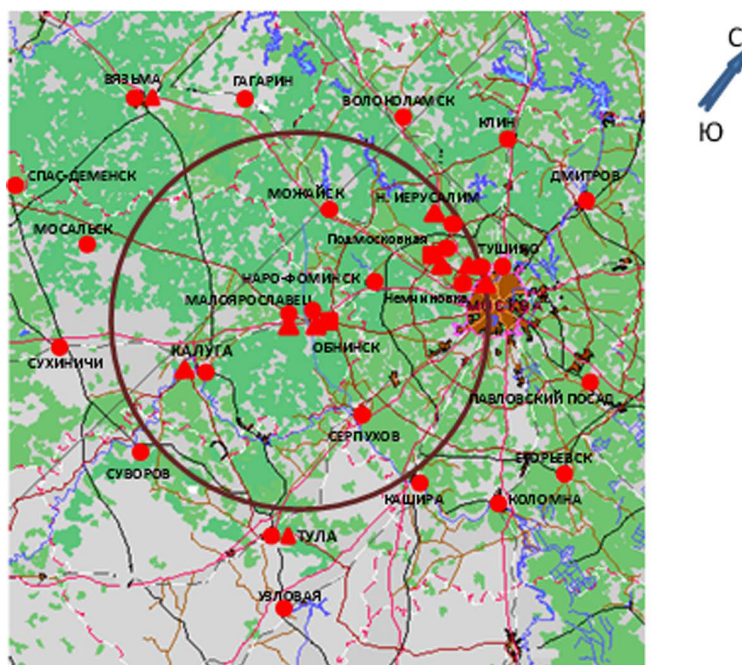 С
Ю
ВЯЗЬМА
ГАГАРИН
ВОЛОКОЛАМСК
КЛИН
СПАС-ДЕМЕНСК
ДМИТРОВ
МОЖАЙСК
Н. ИЕРУСАЛИМ
МОСАЛЬСК
Подмосковная
ТУШИНО
НАРО-ФОМИНСК
МАЛОЯРОСЛАВЕЦ
Немчиновка
МОСКВА
ОБНИНСК
СУХИНИЧИ
КАЛУГА
ПАВЛОВСКИЙ ПОСАД
СЕРПУХОВ
СУВОРОВ
ЕГОРЬЕВСК
КАШИРА
КОЛОМНА
ТУЛА
УЗЛОВАЯ